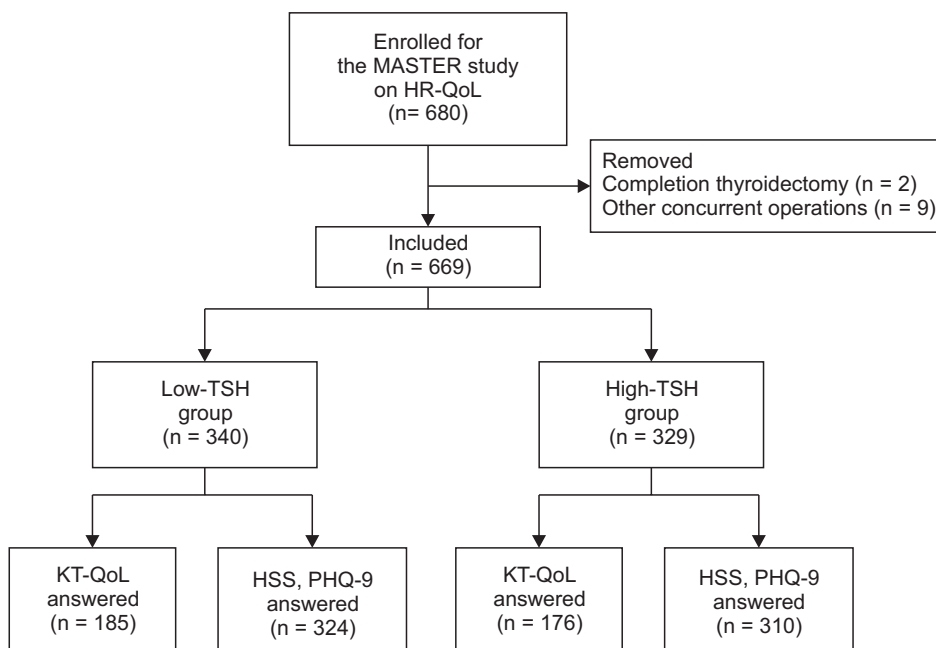 Enrolled for
the MASTER study
on HR-QoL
(n= 680)
Removed
Completion thyroidectomy (n = 2)
Other concurrent operations (n = 9)
Included
(n = 669)
Low-TSH
group
(n = 340)
High-TSH
group
(n = 329)
KT-QoL
answered
(n = 185)
HSS, PHQ-9
answered
(n = 324)
KT-QoL
answered
(n = 176)
HSS, PHQ-9
answered
(n = 310)